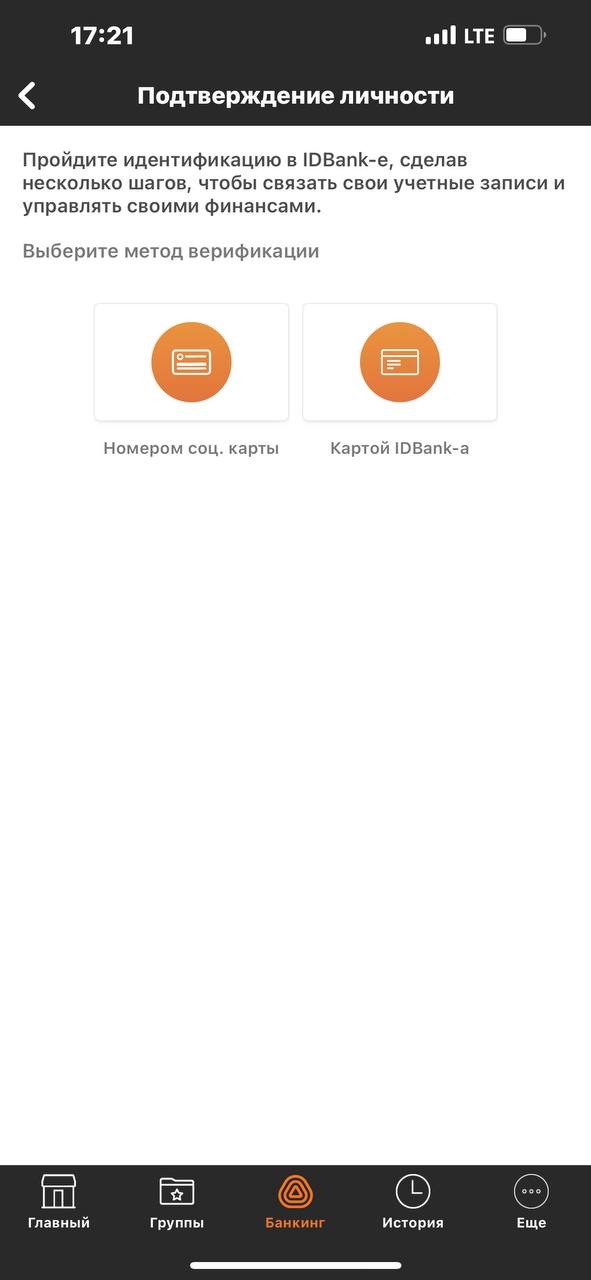 17:21
LTE
Подтверждение личности
Пройдите идентификацию в IDBank-е, сделав
несколько шагов, чтобы связать свои учетные записи и
управлять своими финансами.
Выберите метод верификации
Номером соц. карты
Картой IDBank-а
Главный
Группы
Банкинг
История
Еще